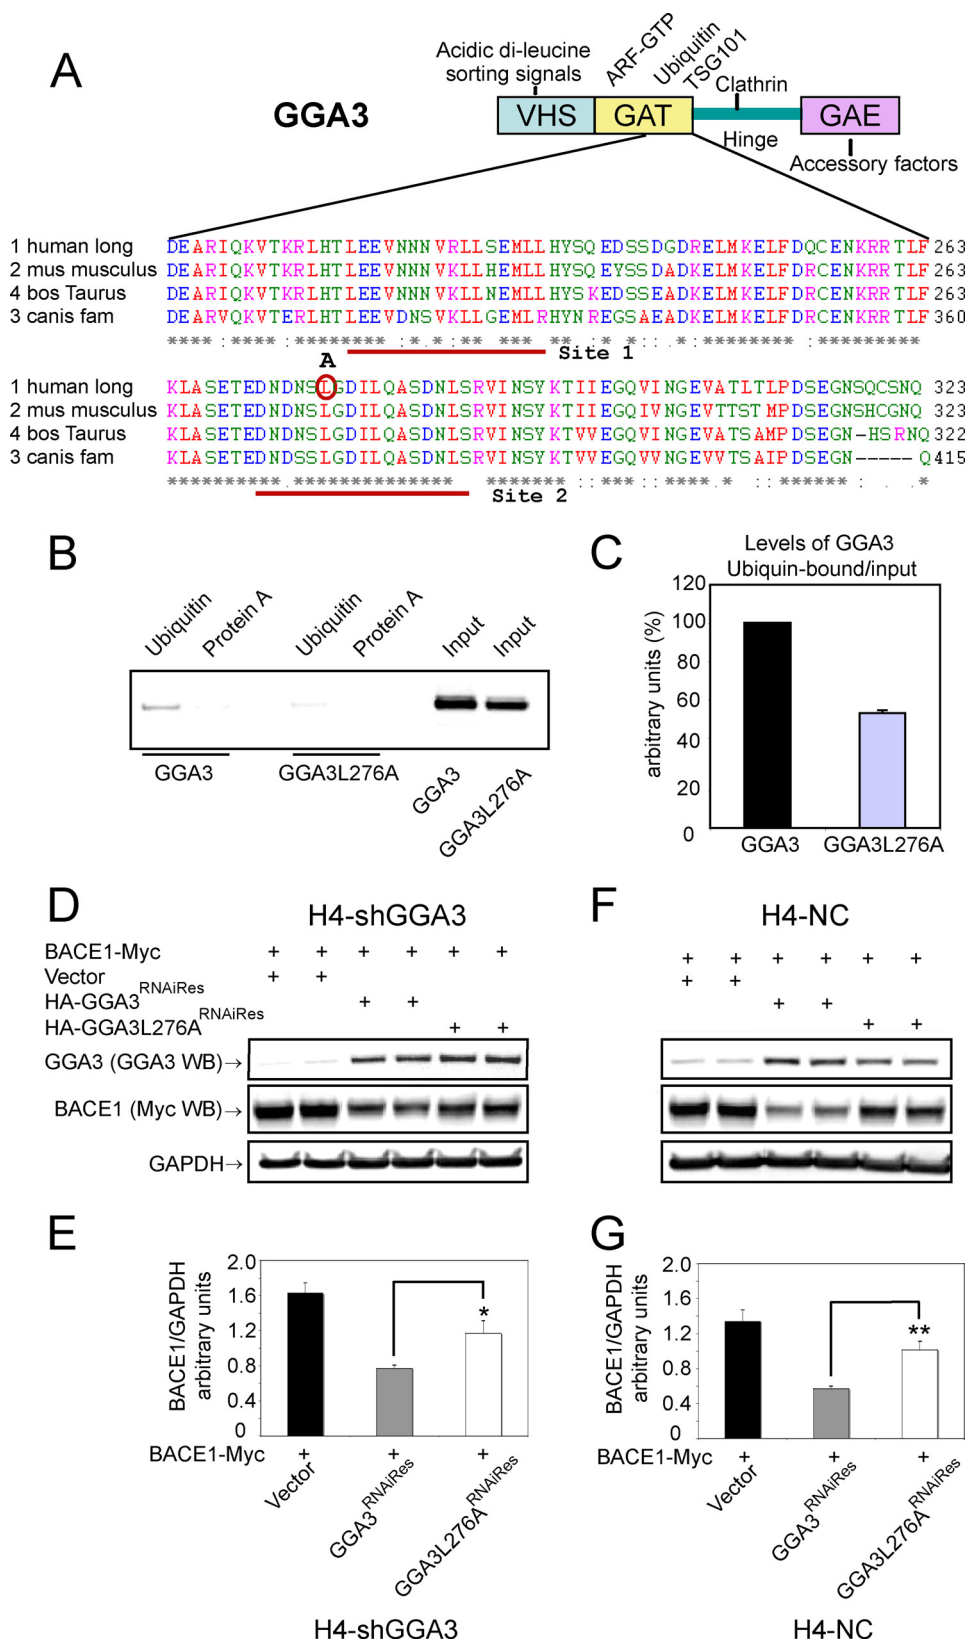 A
GGA3
Acidic di-leucine
sorting signals
ARF-GTP
Ubiquitin
TSG101
Clathrin
VHS
GAT
GAE
Hinge
Accessory factors
1 human long DEARIQKVTKRLHTLEEVNNNVRLLSEMLLHYSQEDSSDGDRELMKELFDQCENKRRTLF 263
2 mus musculus DEARIQKVTKRLHTLEEVNNNVKLLHEMLLHYSQEYSSDADKELMKELFDRCENKRRTLF 263
4 bos Taurus DEARIQKVTKRLHTLEEVNNNVKLLNEMLLHYSKEDSSEADKELMKELFDRCENKRRTLF 263
3 canis fam DEARVQKVTERLHTLEEVDNSVKLLGEMLRHYNREGSAEADKELMKELFDRCENKRRTLF 360
Site 1
A
1 human long KLASETEDNDNSLGDILQASDNLSRVINSYKTIIEGQVINGEVATLTLPDSEGNSQCSNQ 323
2 mus musculus KLASETEDNDNSLGDILQASDNLSRVINSYKTIIEGQIVNGEVTTSTMPDSEGNSHCGNQ 323
4 bos Taurus KLASETEDNDNSLGDILQASDNLSRVINSYKTVVEGQVINGEVATSAMPDSEGN-HSRNQ 322
3 canis fam KLASETEDNDSSLGDILQASDNLSRVINSYKTVVEGQVVNGEVVTSAIPDSEGN-----Q 415
Site 2
B
Ubiquitin
Protein A
Ubiquitin
Protein A
Input
Input
GGA3
GGA3L276A
GGA3
GGA3L276A
C
Levels of GGA3
Ubiquin-bound/input
arbitrary units (%)
120
100
80
60
40
20
0
GGA3
GGA3L276A
D
H4-shGGA3
BACE1-Myc + + + + + +
Vector + +
HA-GGA3RNAiRes + +
HA-GGA3L276ARNAiRes + +
GGA3 (GGA3 WB)→
BACE1 (Myc WB)→
GAPDH→
F
H4-NC
+ + + + + +
+ +
+ +
+ +
E
BACE1/GAPDH
arbitrary units
2.0
1.6
1.2
0.8
0.4
0
*
BACE1-Myc + + +
Vector
GGA3RNAiRes
GGA3L276ARNAiRes
H4-shGGA3
G
BACE1/GAPDH
arbitrary units
2.0
1.6
1.2
0.8
0.4
0
**
BACE1-Myc + + +
Vector
GGA3RNAiRes
GGA3L276ARNAiRes
H4-NC